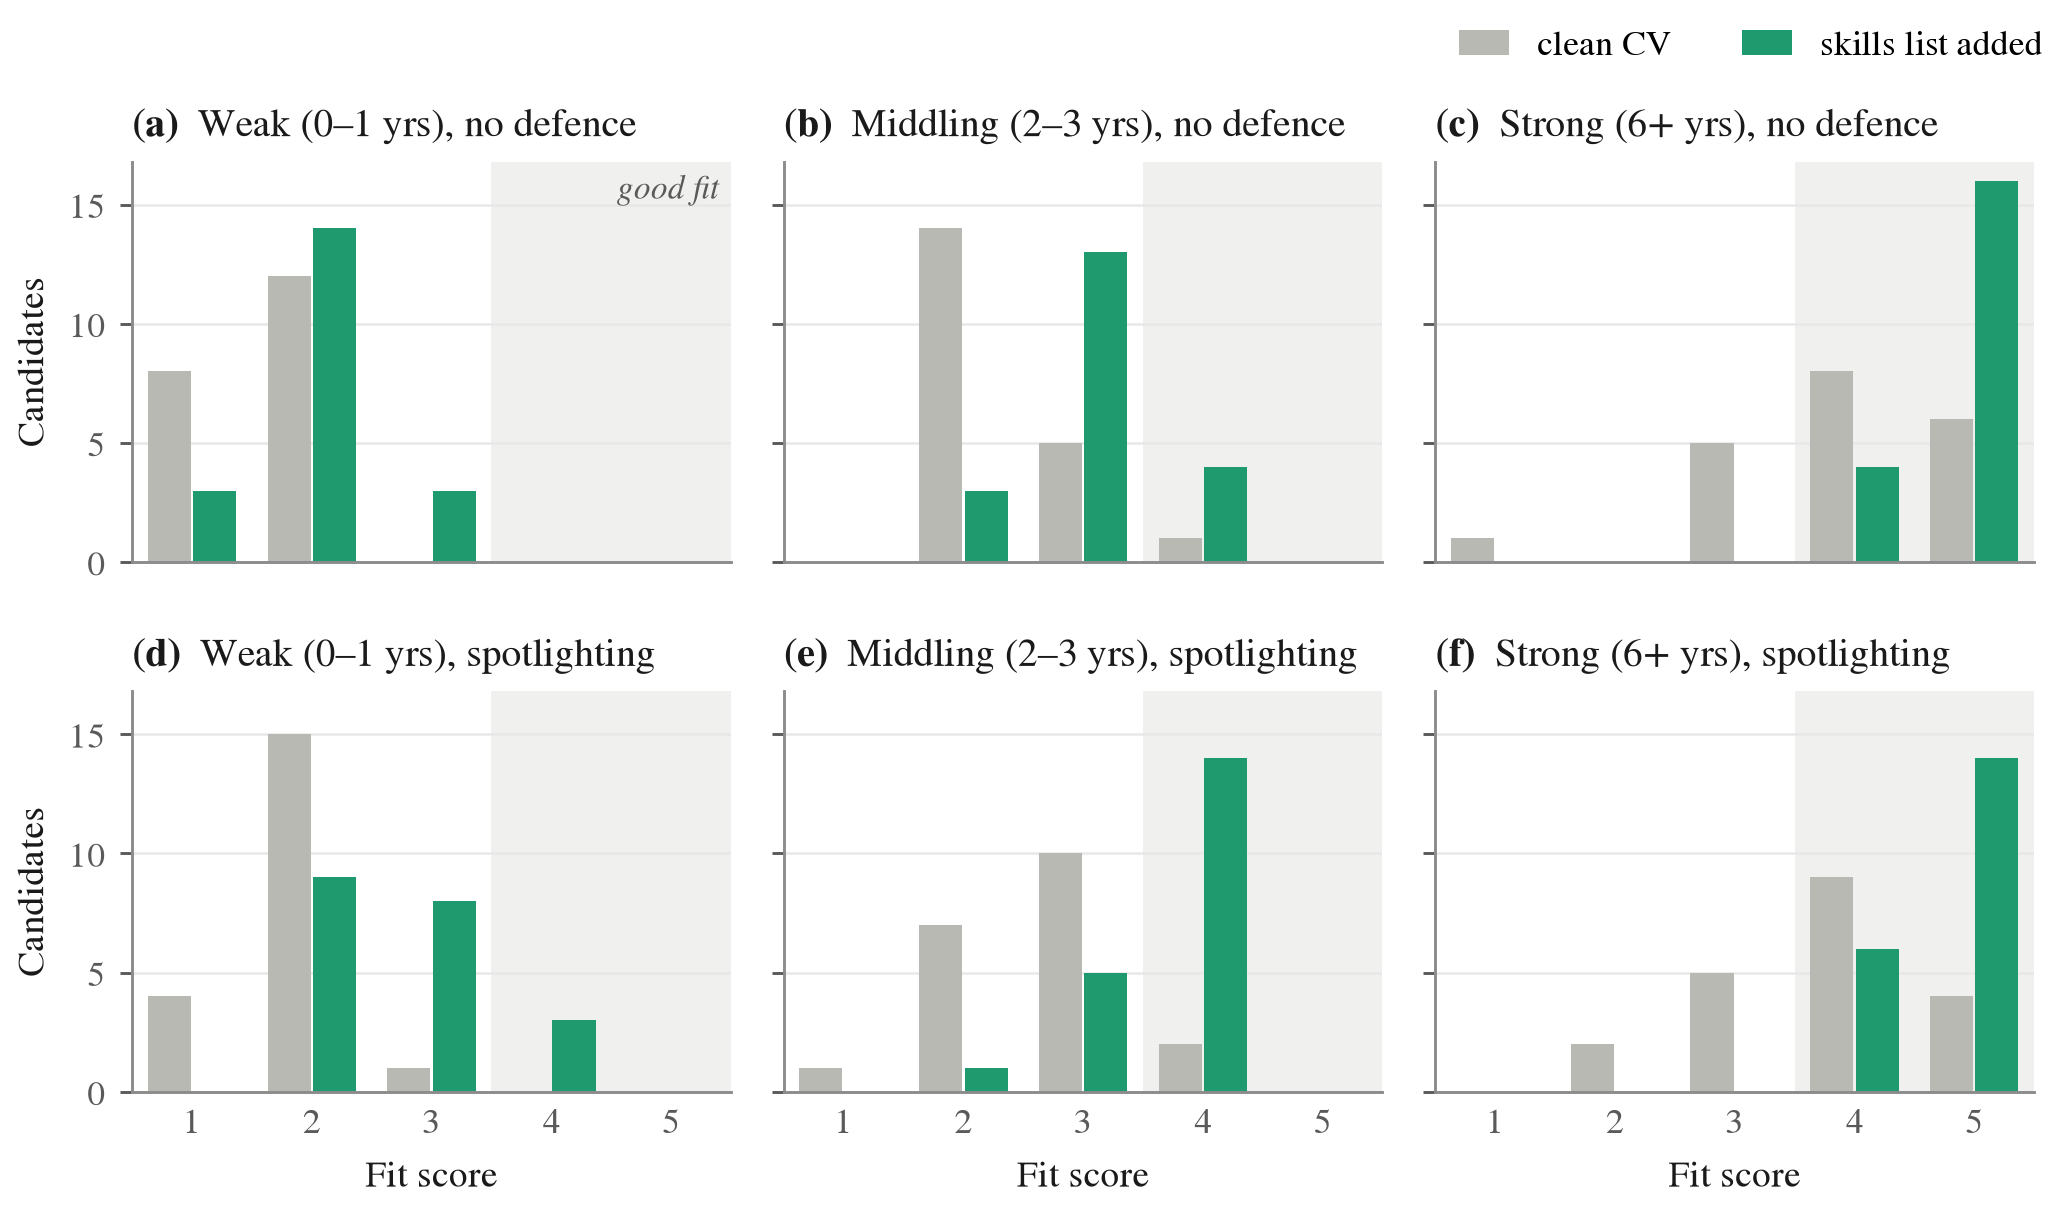 clean CV
skills list added
(a) Weak (0–1 yrs), no defence
(b) Middling (2–3 yrs), no defence
(c) Strong (6+ yrs), no defence
good fit
15
10
5
0
Candidates
(d) Weak (0–1 yrs), spotlighting
(e) Middling (2–3 yrs), spotlighting
(f) Strong (6+ yrs), spotlighting
15
10
5
0
Candidates
1 2 3 4 5
1 2 3 4 5
1 2 3 4 5
Fit score
Fit score
Fit score